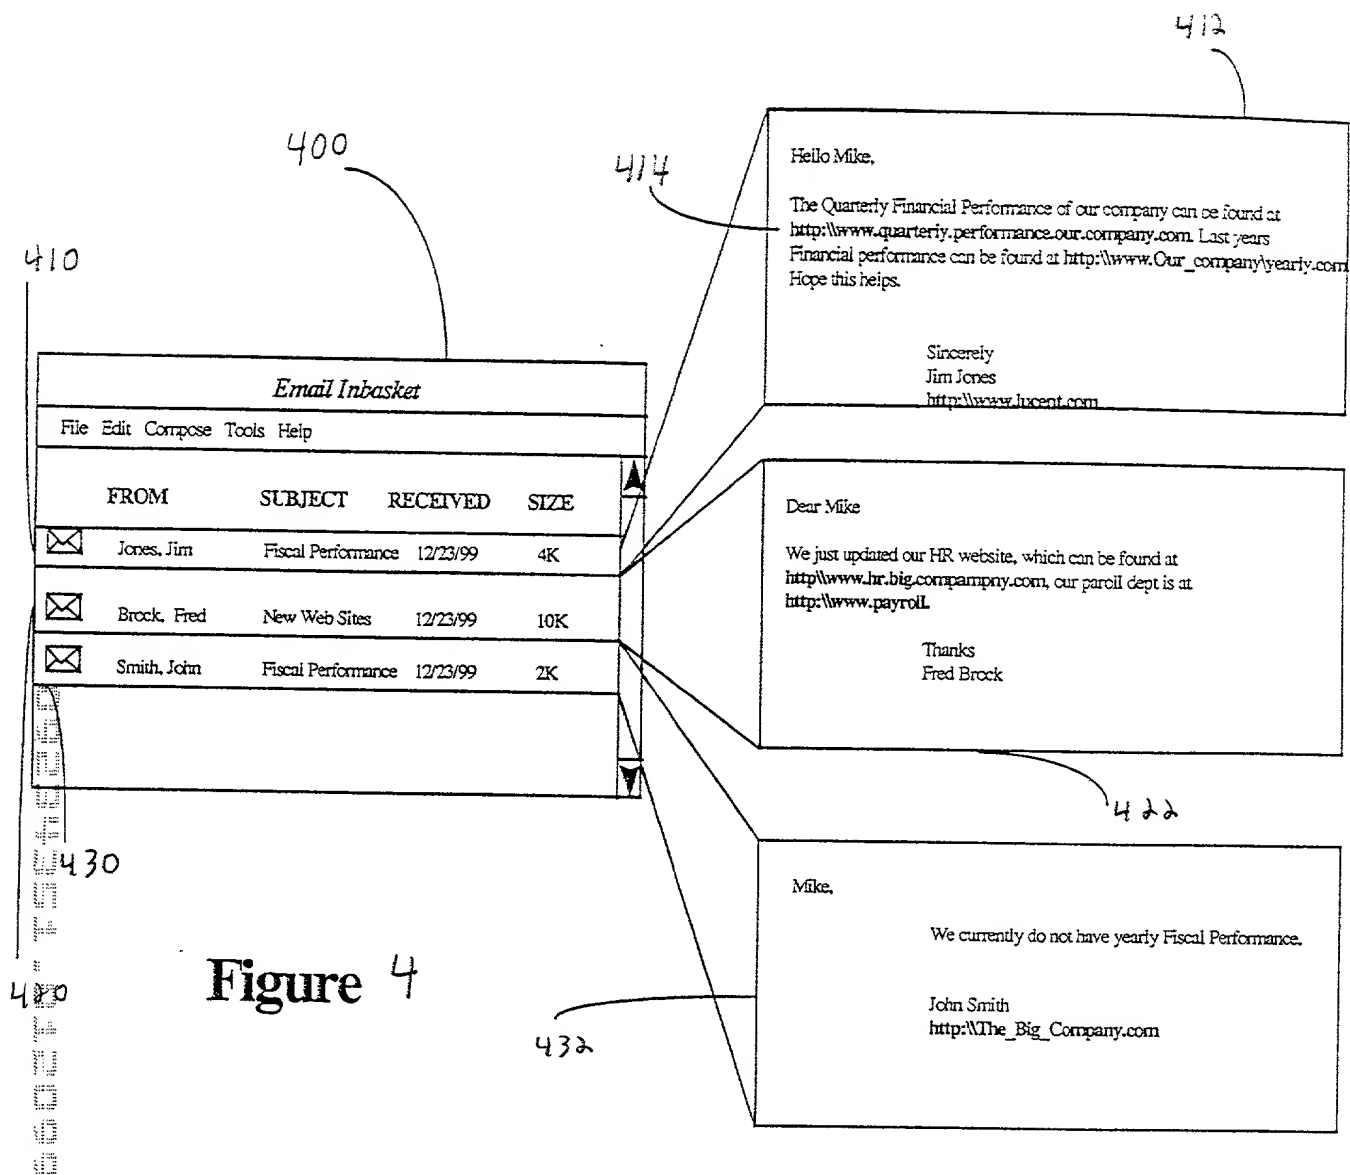 412
400
414
410
Hello Mike,
The Quarterly Financial Performance of our company can be found at
http:\\www.quarterly.performance.our.company.com. Last years
Financial performance can be found at http:\\www.Our_company\yearly.com
Hope this helps.
Sincerely
Jim Jones
http:\\www.lucent.com
Email Inbasket
File Edit Compose Tools Help
FROM SUBJECT RECEIVED SIZE
Jones, Jim Fiscal Performance 12/23/99 4K
Brock, Fred New Web Sites 12/23/99 10K
Smith, John Fiscal Performance 12/23/99 2K
Dear Mike
We just updated our HR website, which can be found at
http\\www.hr.big.compampny.com, our paroll dept is at
http:\\www.payroll.
Thanks
Fred Brock
422
430
420
Mike,
We currently do not have yearly Fiscal Performance.
John Smith
http:\\The_Big_Company.com
432
Figure 4